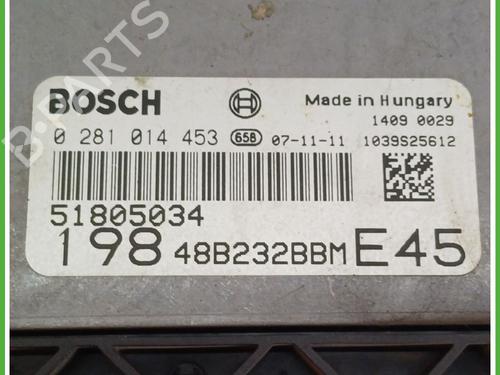 B-PARTS
BOSCH
Made in Hungary
1409 0029
0 281 014 453 65B 07-11-11 1039S25612
51805034
198 48B232BBM E45